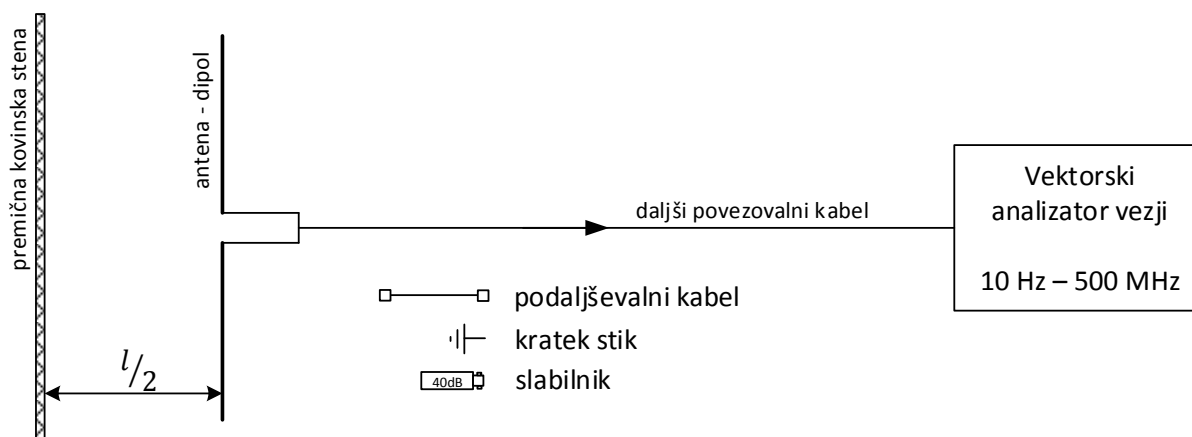 premična kovinska stena
antena - dipol
l/2
daljši povezovalni kabel
podaljševalni kabel
kratek stik
40dB
slabilnik
Vektorski
analizator vezji
10 Hz – 500 MHz